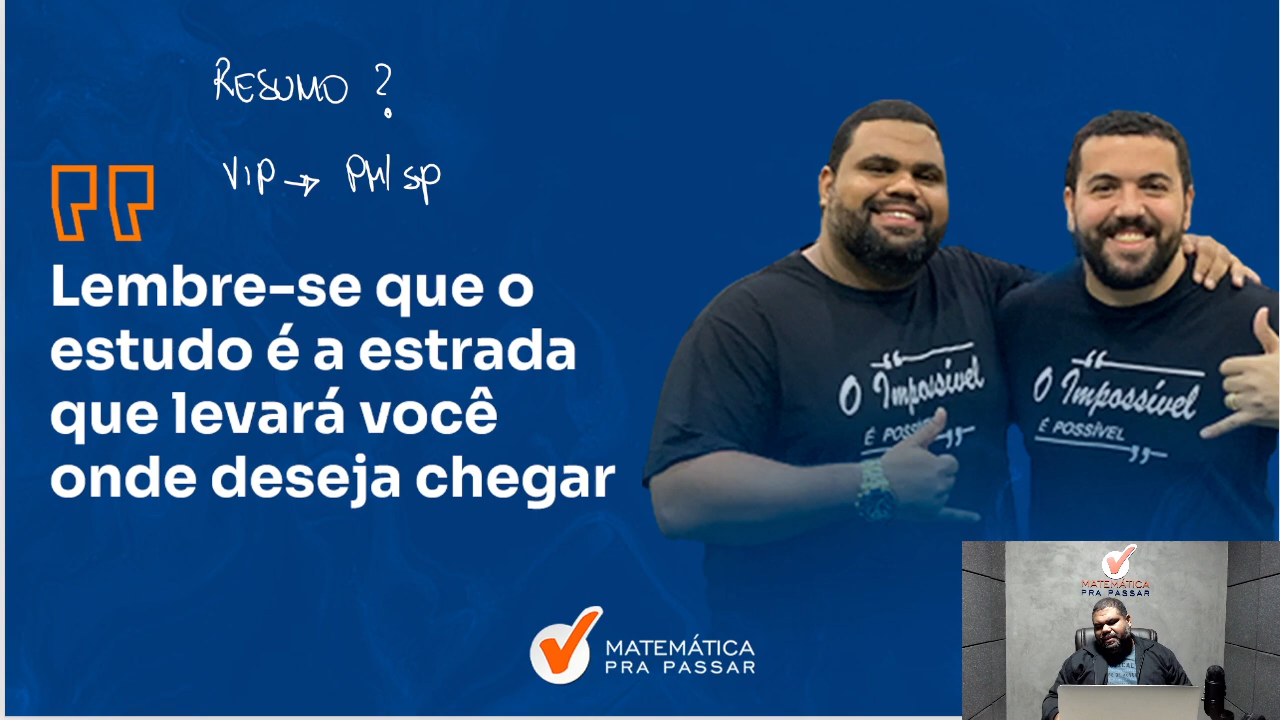 RESUMO ?
VIP → PM/SP
Lembre-se que o
estudo é a estrada
que levará você
onde deseja chegar
O Impossível
É POSSÍVEL
O Impossível
É POSSÍVEL
MATEMÁTICA
PRA PASSAR
MATEMÁTICA
PRA PASSAR